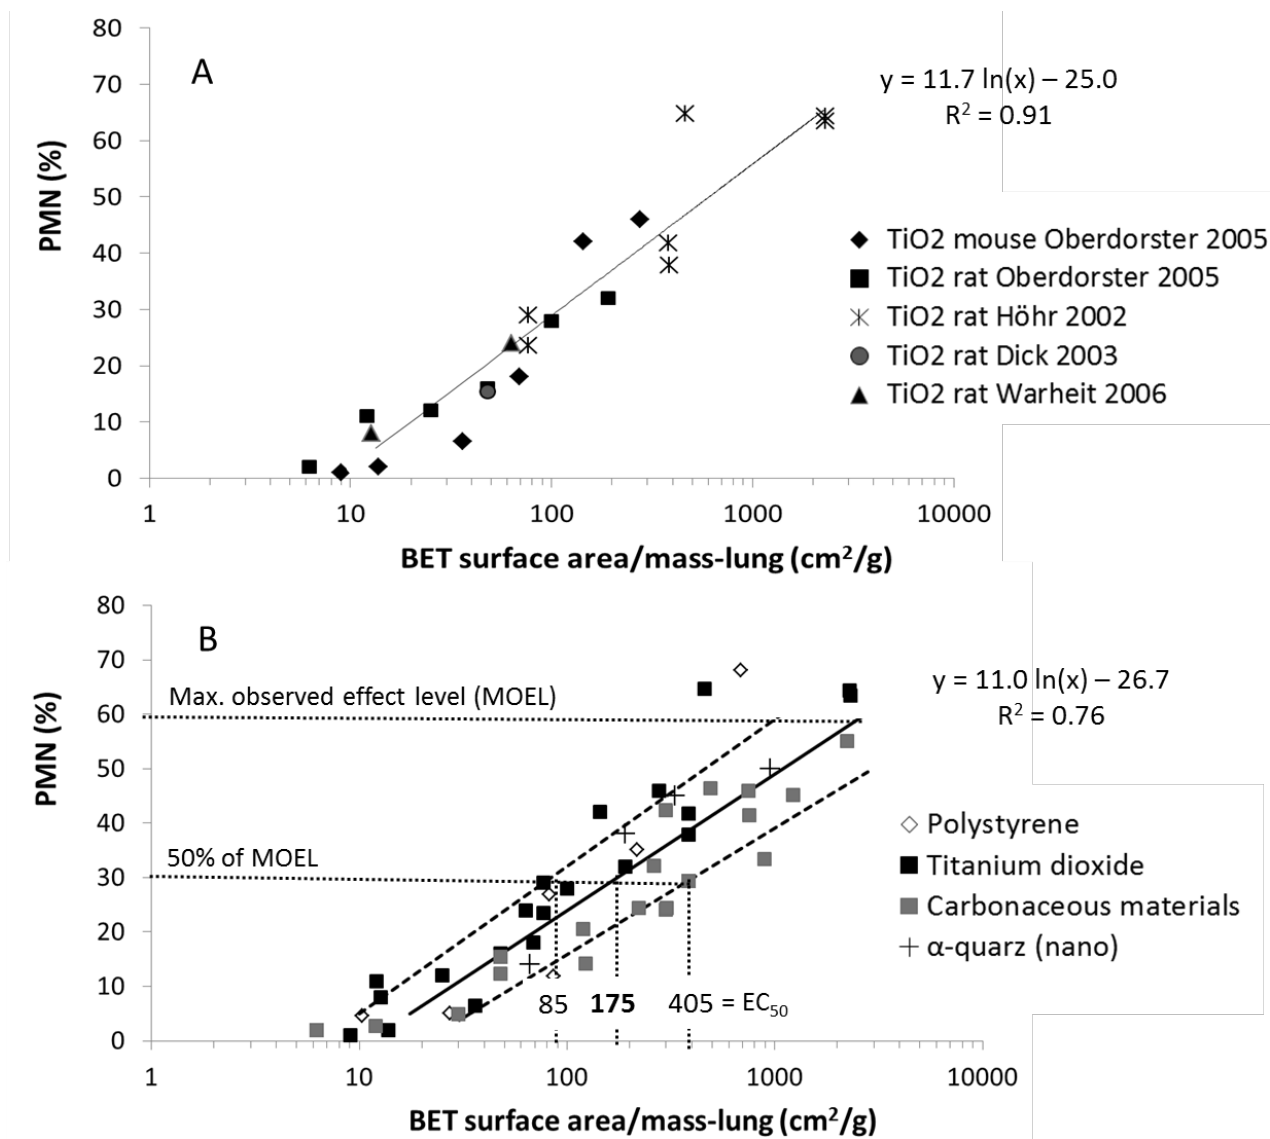 80
70
60
50
40
30
20
10
0
PMN (%)
A
y = 11.7 ln(x) – 25.0
R² = 0.91
TiO2 mouse Oberdorster 2005
TiO2 rat Oberdorster 2005
TiO2 rat Höhr 2002
TiO2 rat Dick 2003
TiO2 rat Warheit 2006
1 10 100 1000 10000
BET surface area/mass-lung (cm²/g)
80
70
60
50
40
30
20
10
0
PMN (%)
B
y = 11.0 ln(x) – 26.7
R² = 0.76
Max. observed effect level (MOEL)
50% of MOEL
85 175 405 = EC₅₀
Polystyrene
Titanium dioxide
Carbonaceous materials
α-quarz (nano)
1 10 100 1000 10000
BET surface area/mass-lung (cm²/g)